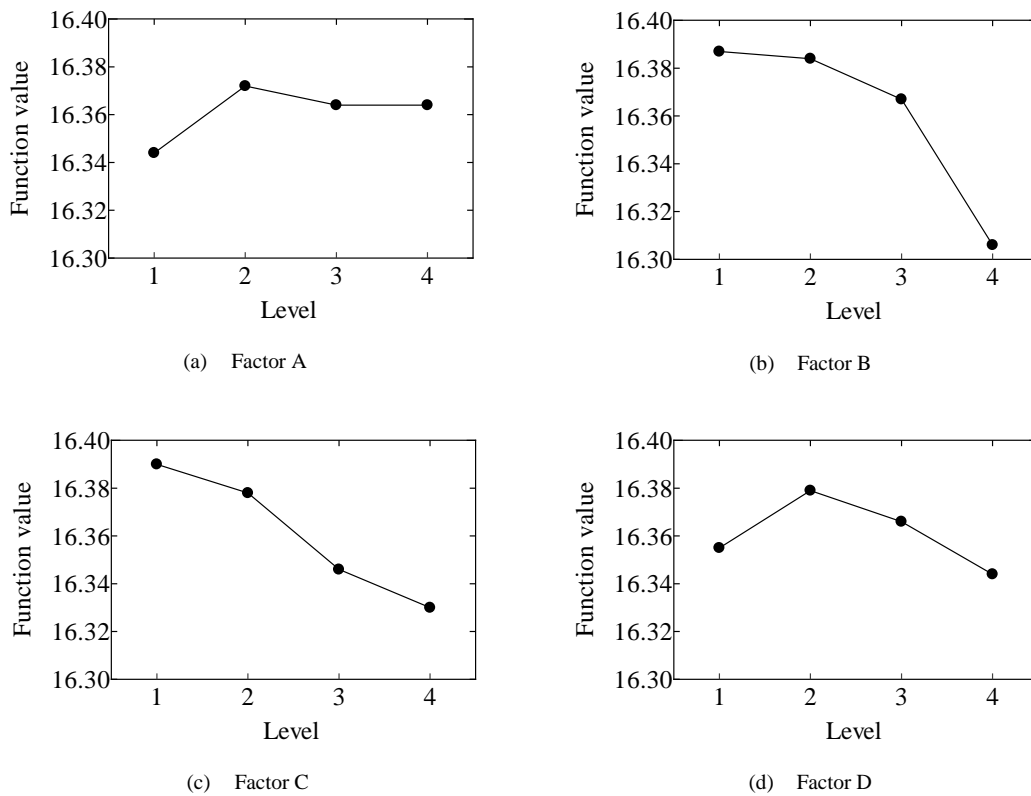 16.40
16.38
16.36
16.34
16.32
16.30
Function value
1 2 3 4
Level
(a) Factor A
16.40
16.38
16.36
16.34
16.32
16.30
Function value
1 2 3 4
Level
(b) Factor B
16.40
16.38
16.36
16.34
16.32
16.30
Function value
1 2 3 4
Level
(c) Factor C
16.40
16.38
16.36
16.34
16.32
16.30
Function value
1 2 3 4
Level
(d) Factor D